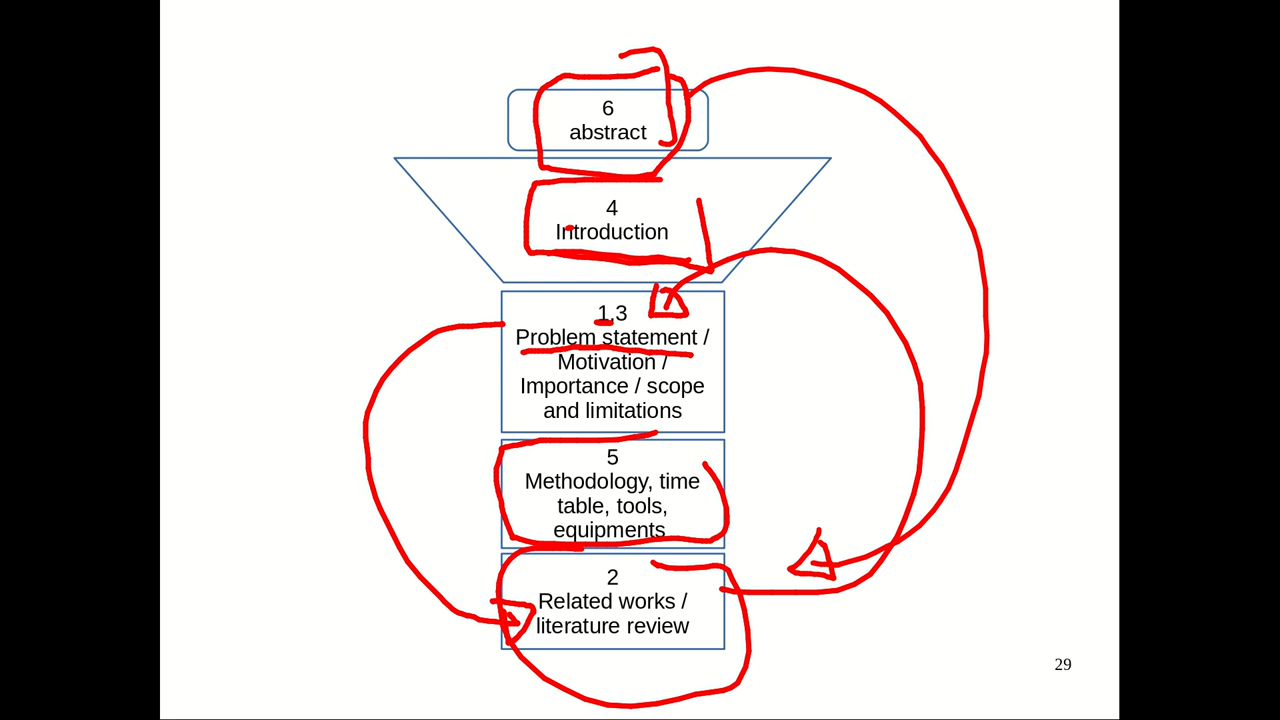 6
abstract
4
Introduction
1,3
Problem statement /
Motivation /
Importance / scope
and limitations
5
Methodology, time
table, tools,
equipments
2
Related works /
literature review
29